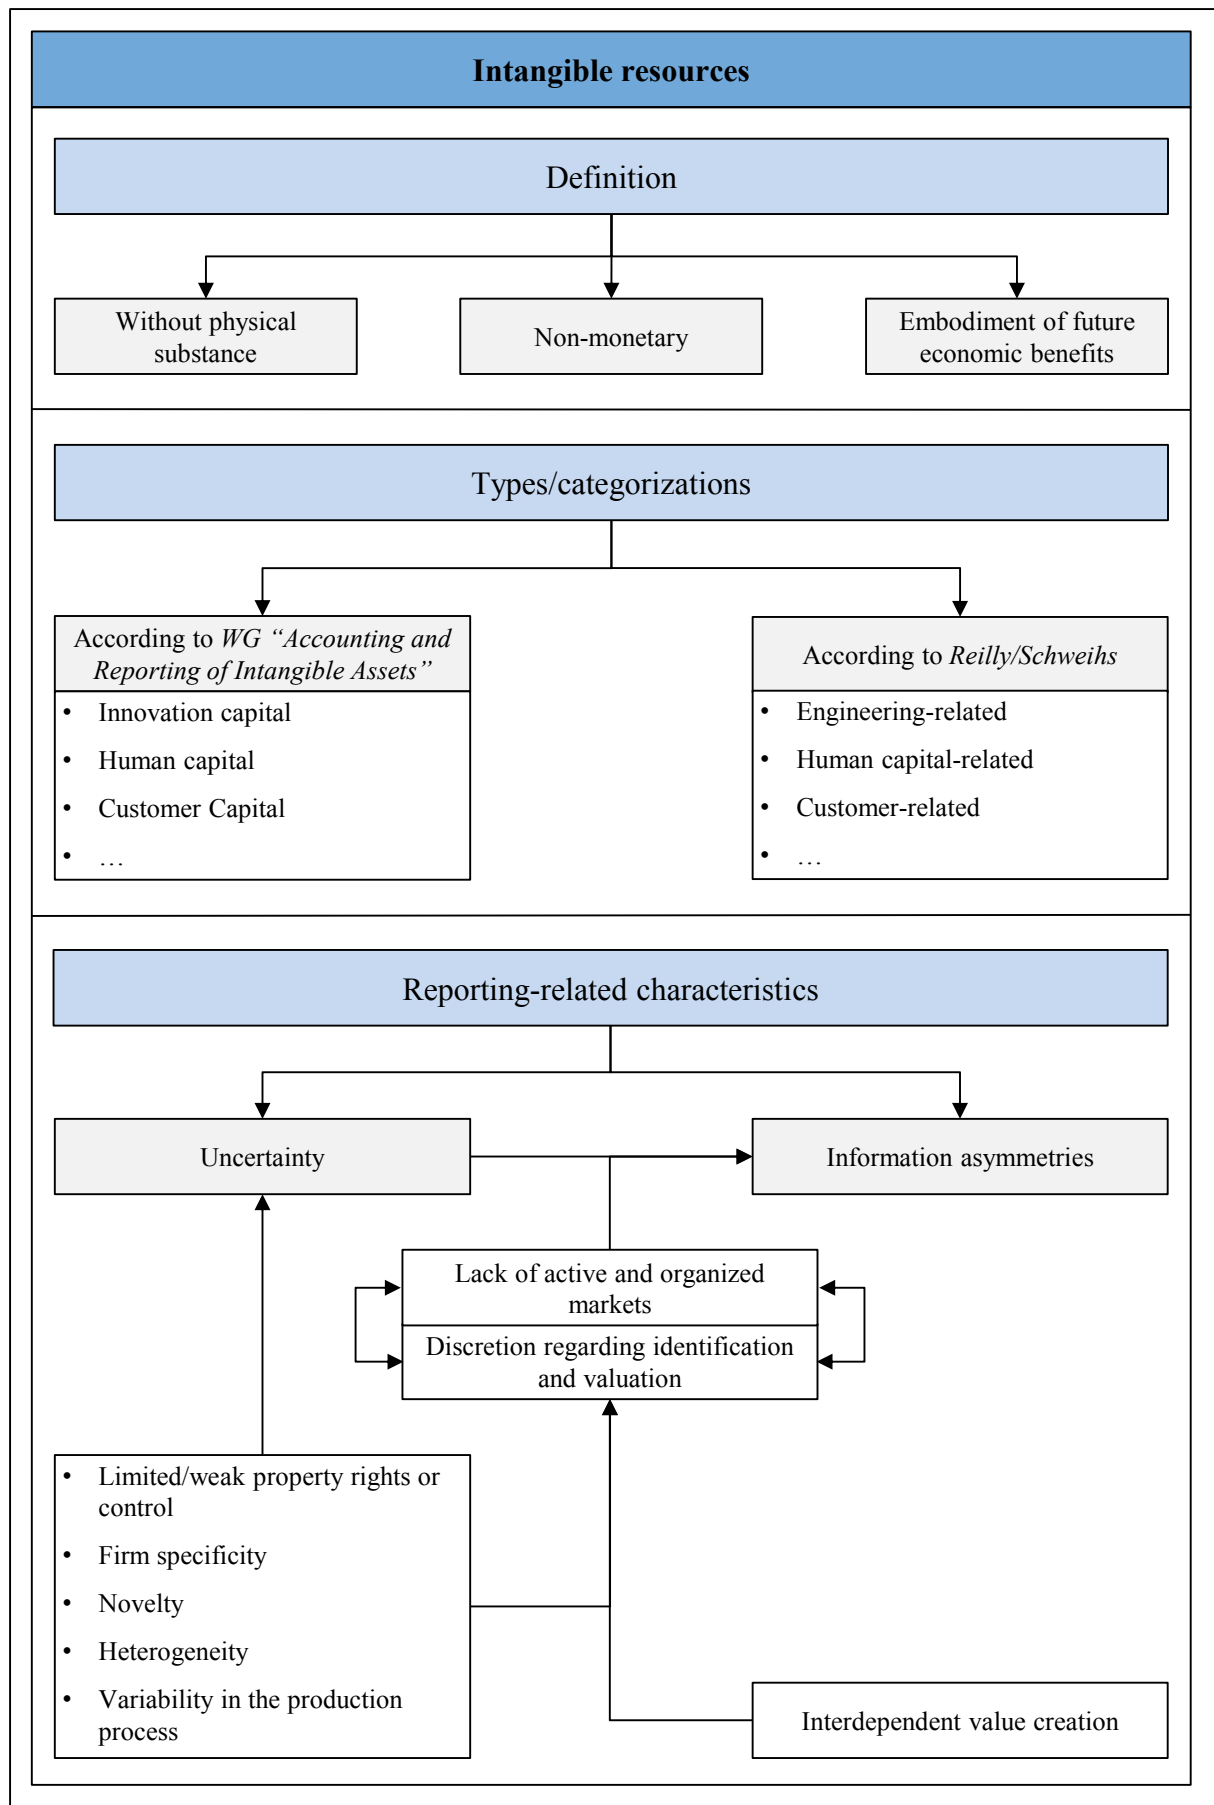 Intangible resources
Definition
Without physical
substance
Non-monetary
Embodiment of future
economic benefits
Types/categorizations
According to WG “Accounting and
Reporting of Intangible Assets”
• Innovation capital
• Human capital
• Customer Capital
• …
According to Reilly/Schweihs
• Engineering-related
• Human capital-related
• Customer-related
• …
Reporting-related characteristics
Uncertainty
Information asymmetries
Lack of active and organized
markets
Discretion regarding identification
and valuation
• Limited/weak property rights or
control
• Firm specificity
• Novelty
• Heterogeneity
• Variability in the production
process
Interdependent value creation